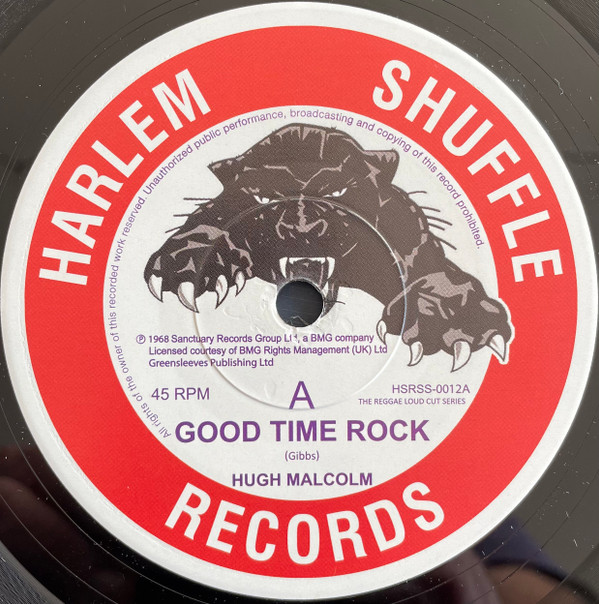 HARLEM SHUFFLE
All rights of the owner of this recorded work reserved. Unauthorized public performance, broadcasting and copying of this record prohibited.
℗ 1968 Sanctuary Records Group Ltd, a BMG company
Licensed courtesy of BMG Rights Management (UK) Ltd
Greensleeves Publishing Ltd
45 RPM
A
HSRSS-0012A
THE REGGAE LOUD CUT SERIES
GOOD TIME ROCK
(Gibbs)
HUGH MALCOLM
RECORDS